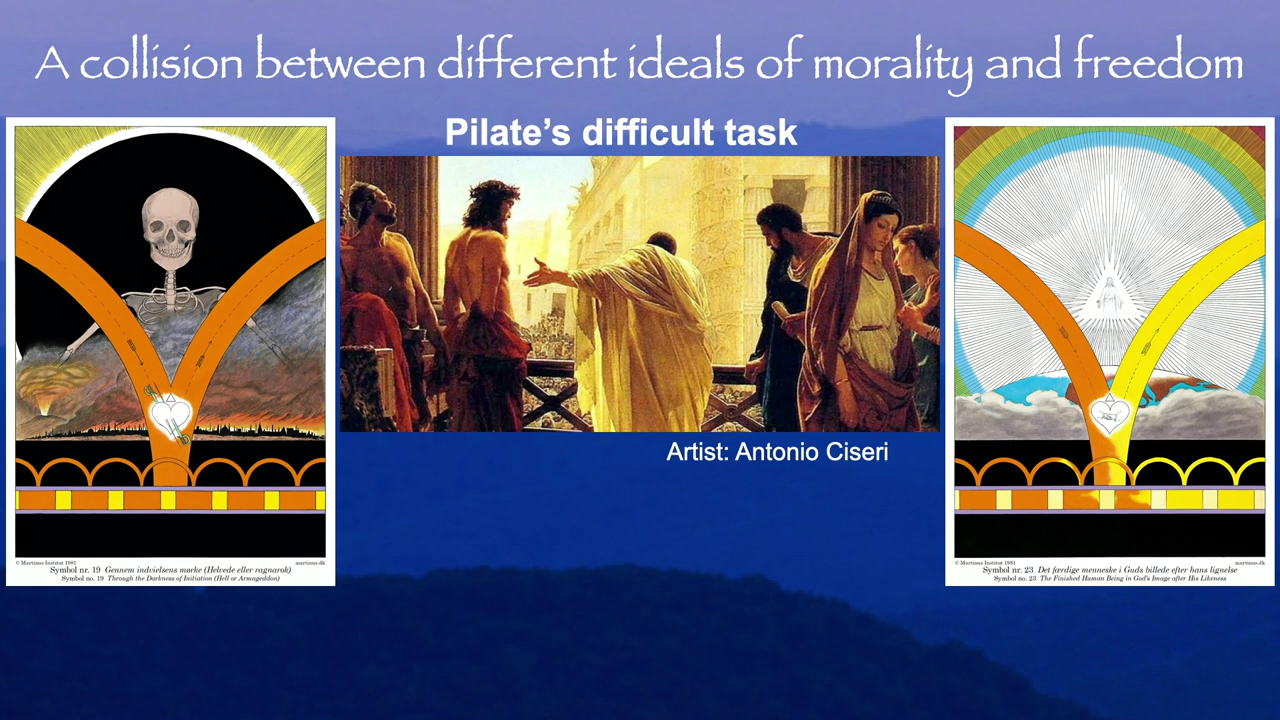 A collision between different ideals of morality and freedom
Pilate's difficult task
Artist: Antonio Ciseri
© Martinus Institut 1981
martinus.dk
Symbol nr. 19 Gennem indvielsens mørke (Helvede eller ragnarok)
Symbol no. 19 Through the Darkness of Initiation (Hell or Armageddon)
© Martinus Institut 1981
martinus.dk
Symbol nr. 23 Det færdige menneske i Guds billede efter hans lignelse
Symbol no. 23 The Finished Human Being in God's Image after His Likeness